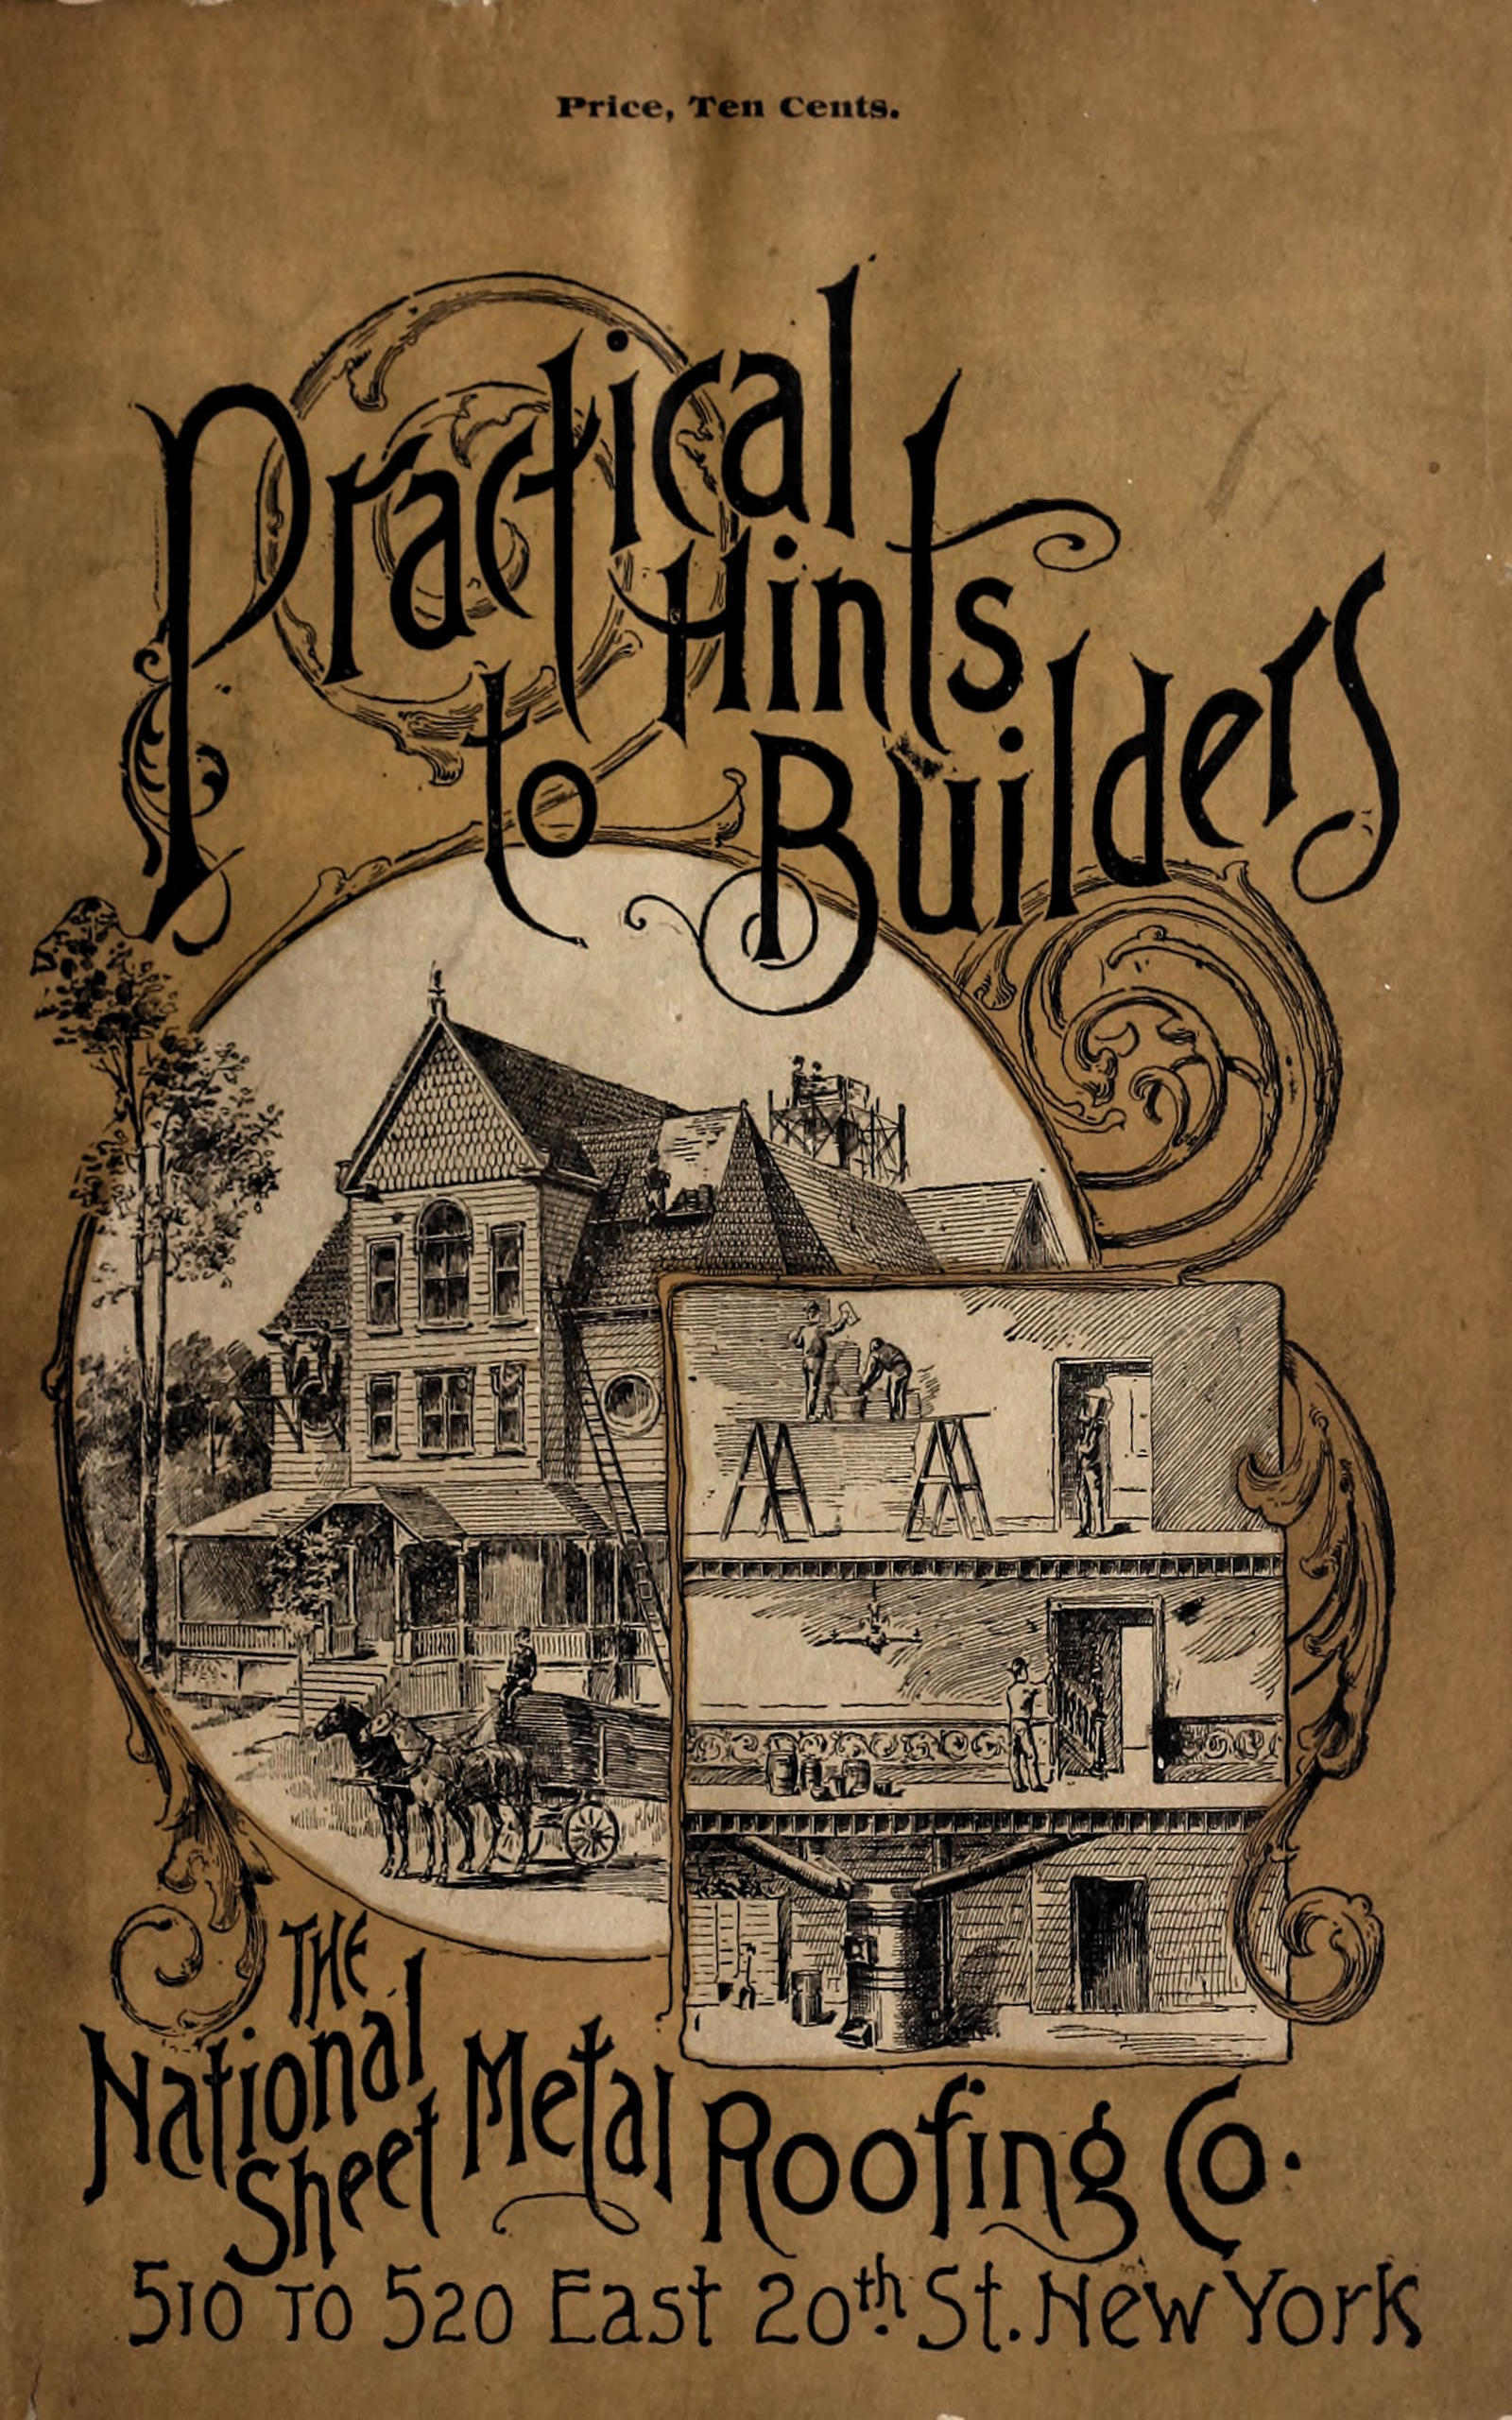 Price, Ten Cents.
Practical
Hints
to Builders
THE
National
Sheet Metal Roofing Co.
510 TO 520 East 20th St. New York